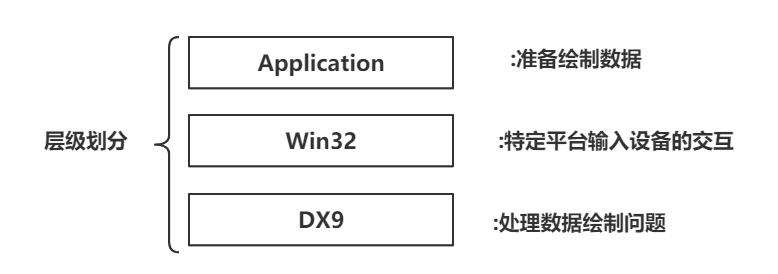 层级划分
Application
:准备绘制数据
Win32
:特定平台输入设备的交互
DX9
:处理数据绘制问题